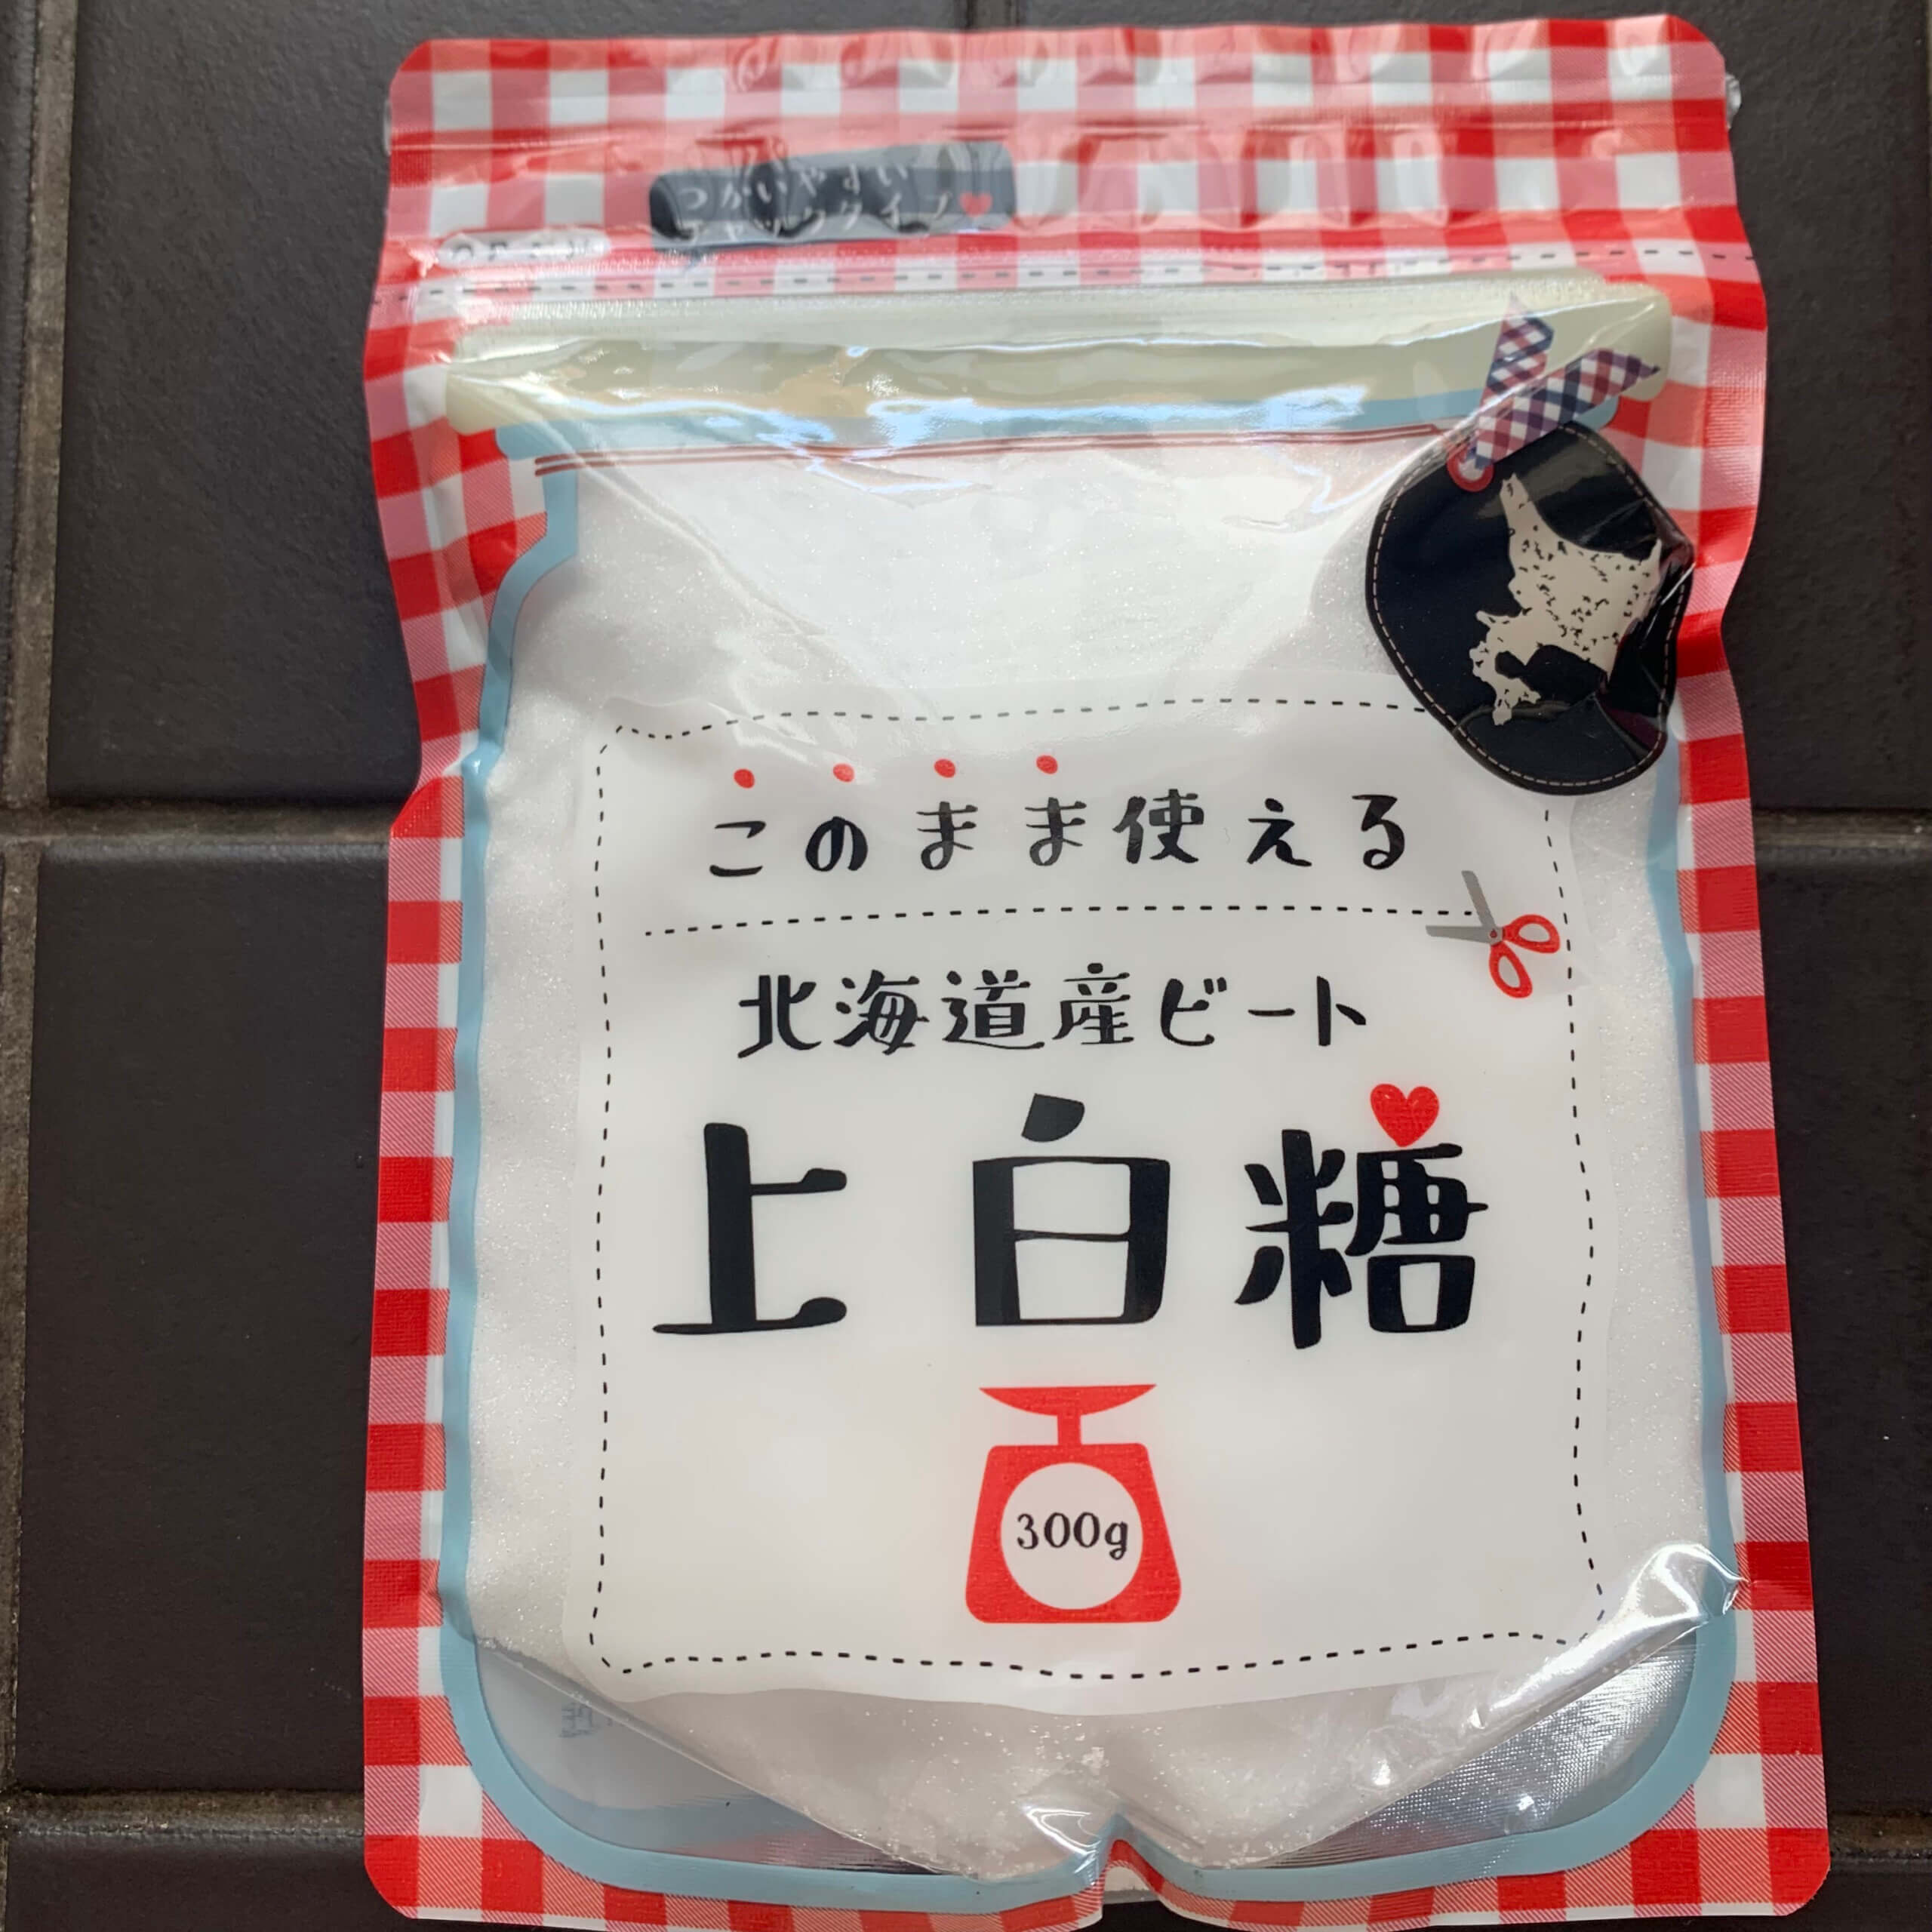 つかいやすい
チャックタイプ
OPEN
このまま使える
北海道産ビート
上白糖
300g